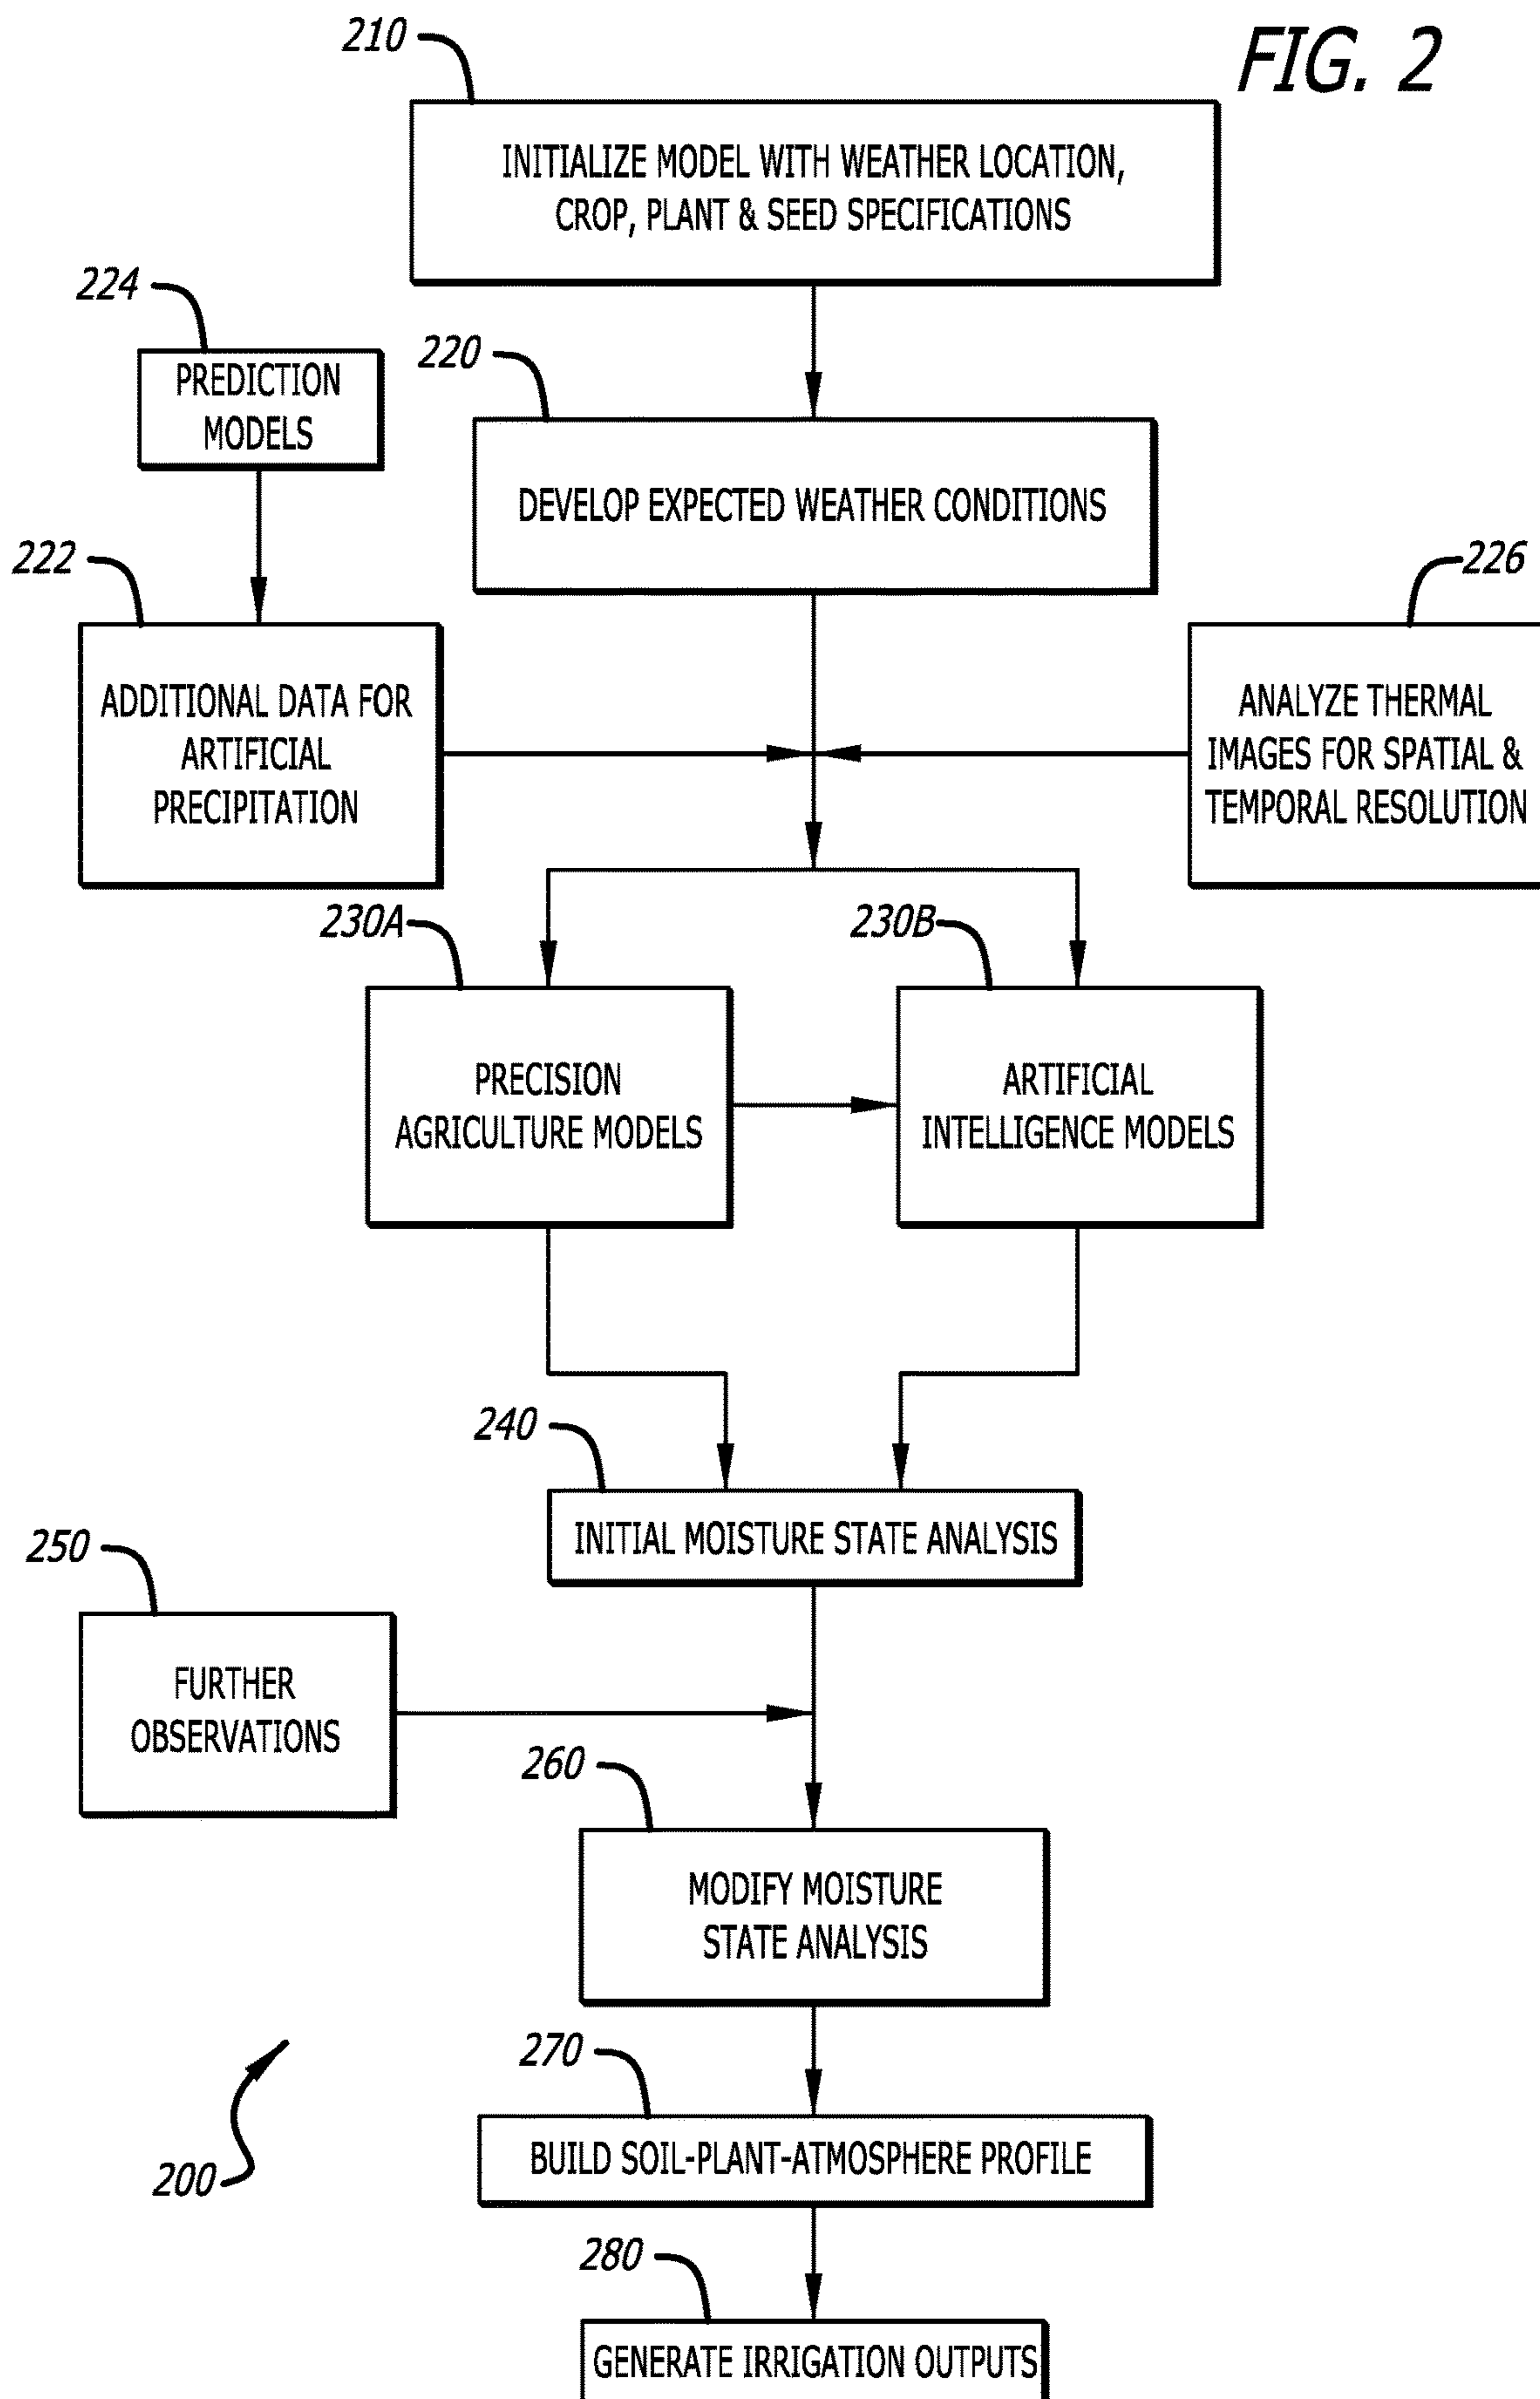 210
FIG. 2
INITIALIZE MODEL WITH WEATHER LOCATION,
CROP, PLANT & SEED SPECIFICATIONS
224
220
PREDICTION
MODELS
DEVELOP EXPECTED WEATHER CONDITIONS
222
226
ADDITIONAL DATA FOR
ARTIFICIAL
PRECIPITATION
ANALYZE THERMAL
IMAGES FOR SPATIAL &
TEMPORAL RESOLUTION
230A
230B
PRECISION
AGRICULTURE MODELS
ARTIFICIAL
INTELLIGENCE MODELS
240
INITIAL MOISTURE STATE ANALYSIS
250
FURTHER
OBSERVATIONS
260
MODIFY MOISTURE
STATE ANALYSIS
270
BUILD SOIL-PLANT-ATMOSPHERE PROFILE
200
280
GENERATE IRRIGATION OUTPUTS